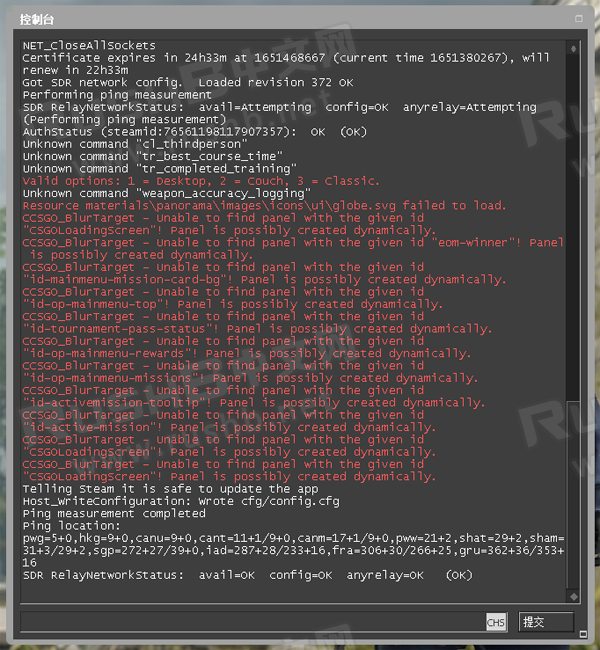 控制台
NET_CloseAllSockets
Certificate expires in 24h33m at 1651468667 (current time 1651380267), will
renew in 22h33m
Got SDR network config.  Loaded revision 372 OK
Performing ping measurement
SDR RelayNetworkStatus:  avail=Attempting  config=OK  anyrelay=Attempting
(Performing ping measurement)
AuthStatus (steamid:76561198117907357):  OK  (OK)
Unknown command "cl_thirdperson"
Unknown command "tr_best_course_time"
Unknown command "tr_completed_training"
Valid options: 1 = Desktop, 2 = Couch, 3 = Classic.
Unknown command "weapon_accuracy_logging"
Resource materials\panorama\images\icons\ui\globe.svg failed to load.
CCSGO_BlurTarget - Unable to find panel with the given id
"CSGOLoadingScreen"! Panel is possibly created dynamically.
CCSGO_BlurTarget - Unable to find panel with the given id "eom-winner"! Panel
is possibly created dynamically.
CCSGO_BlurTarget - Unable to find panel with the given id
"id-mainmenu-mission-card-bg"! Panel is possibly created dynamically.
CCSGO_BlurTarget - Unable to find panel with the given id
"id-op-mainmenu-top"! Panel is possibly created dynamically.
CCSGO_BlurTarget - Unable to find panel with the given id
"id-tournament-pass-status"! Panel is possibly created dynamically.
CCSGO_BlurTarget - Unable to find panel with the given id
"id-op-mainmenu-rewards"! Panel is possibly created dynamically.
CCSGO_BlurTarget - Unable to find panel with the given id
"id-op-mainmenu-missions"! Panel is possibly created dynamically.
CCSGO_BlurTarget - Unable to find panel with the given id
"id-activemission-tooltip"! Panel is possibly created dynamically.
CCSGO_BlurTarget - Unable to find panel with the given id
"id-active-mission"! Panel is possibly created dynamically.
CCSGO_BlurTarget - Unable to find panel with the given id
"CSGOLoadingScreen"! Panel is possibly created dynamically.
CCSGO_BlurTarget - Unable to find panel with the given id
"CSGOLoadingScreen"! Panel is possibly created dynamically.
Telling Steam it is safe to update the app
Host_WriteConfiguration: Wrote cfg/config.cfg
Ping measurement completed
Ping location:
pwg=5+0,hkg=9+0,canu=9+0,cant=11+1/9+0,canm=17+1/9+0,pww=21+2,shat=29+2,sham=
31+3/29+2,sgp=272+27/39+0,iad=287+28/233+16,fra=306+30/266+25,gru=362+36/353+
16
SDR RelayNetworkStatus:  avail=OK  config=OK  anyrelay=OK   (OK)
CHS
提交